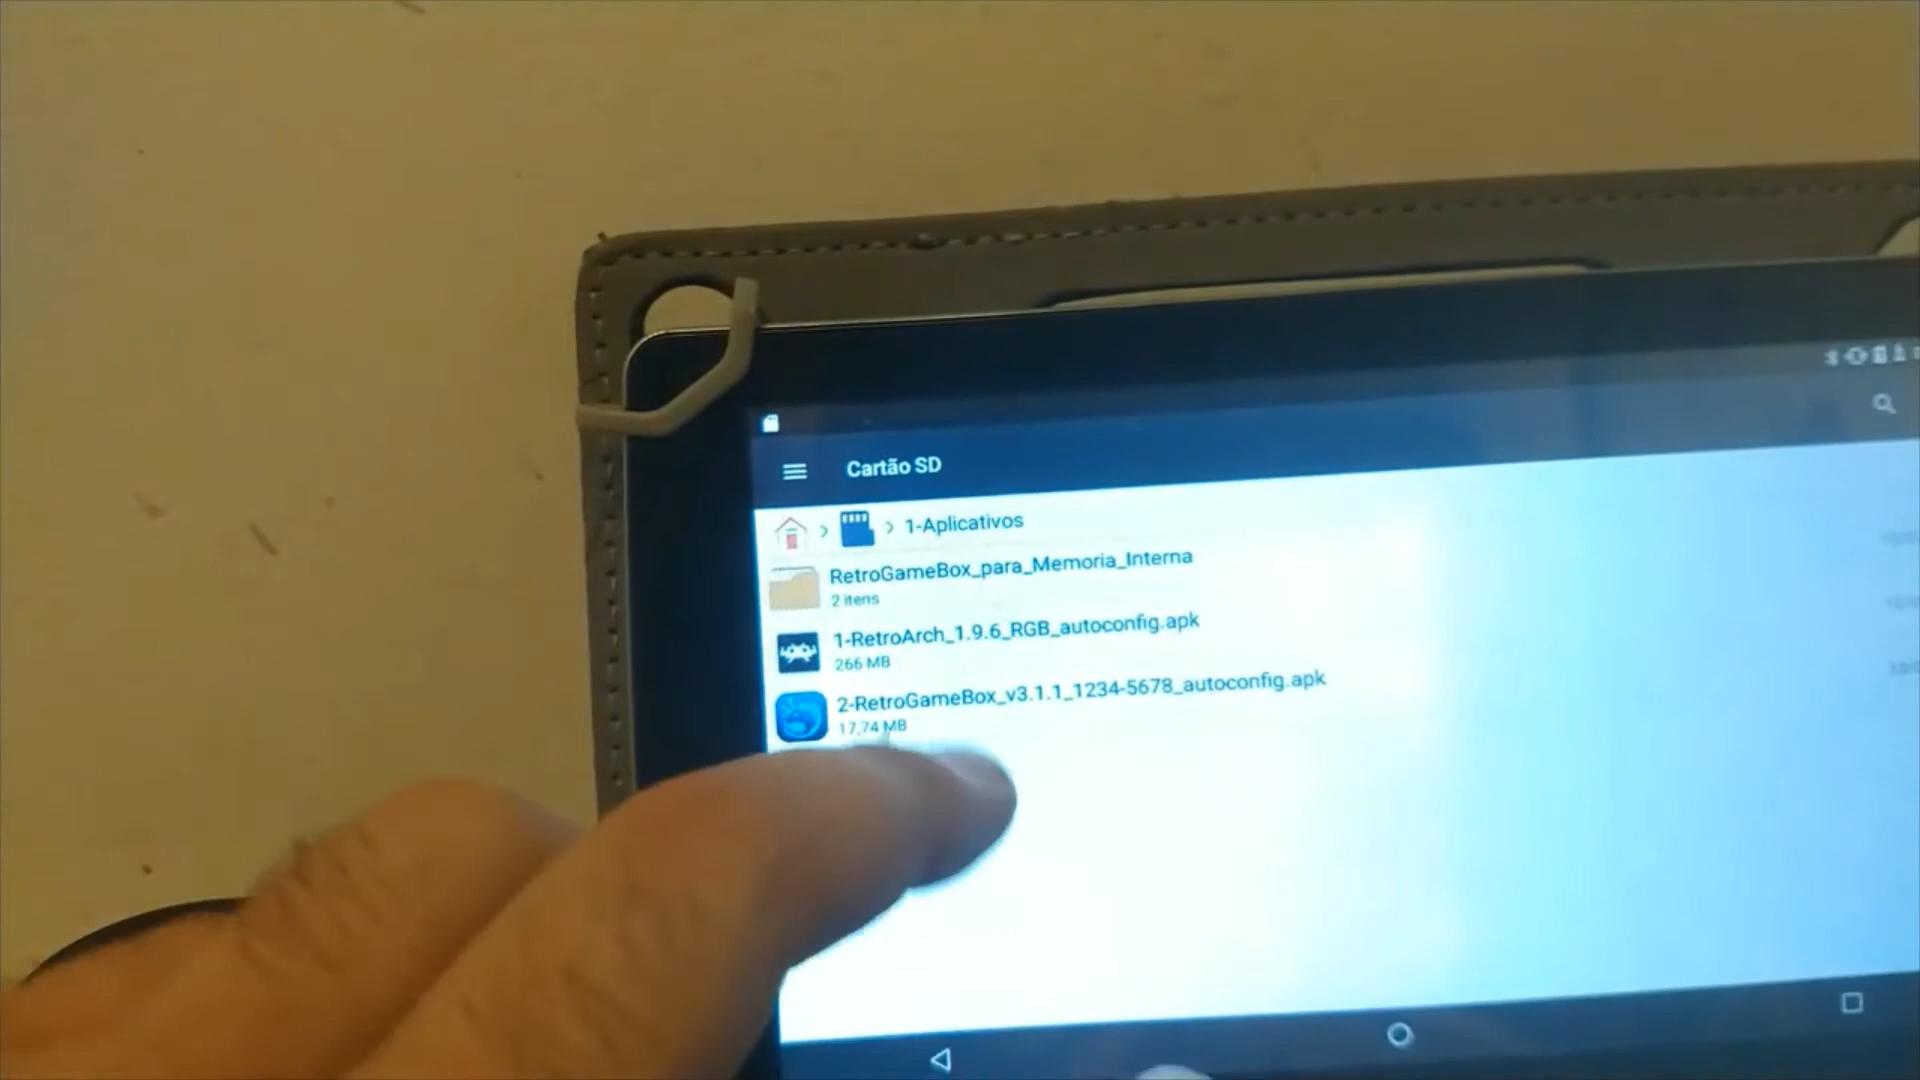 Cartão SD
1-Aplicativos
RetroGameBox_para_Memoria_Interna
2 itens
1-RetroArch_1.9.6_RGB_autoconfig.apk
266 MB
2-RetroGameBox_v3.1.1_1234-5678_autoconfig.apk
17,74 MB